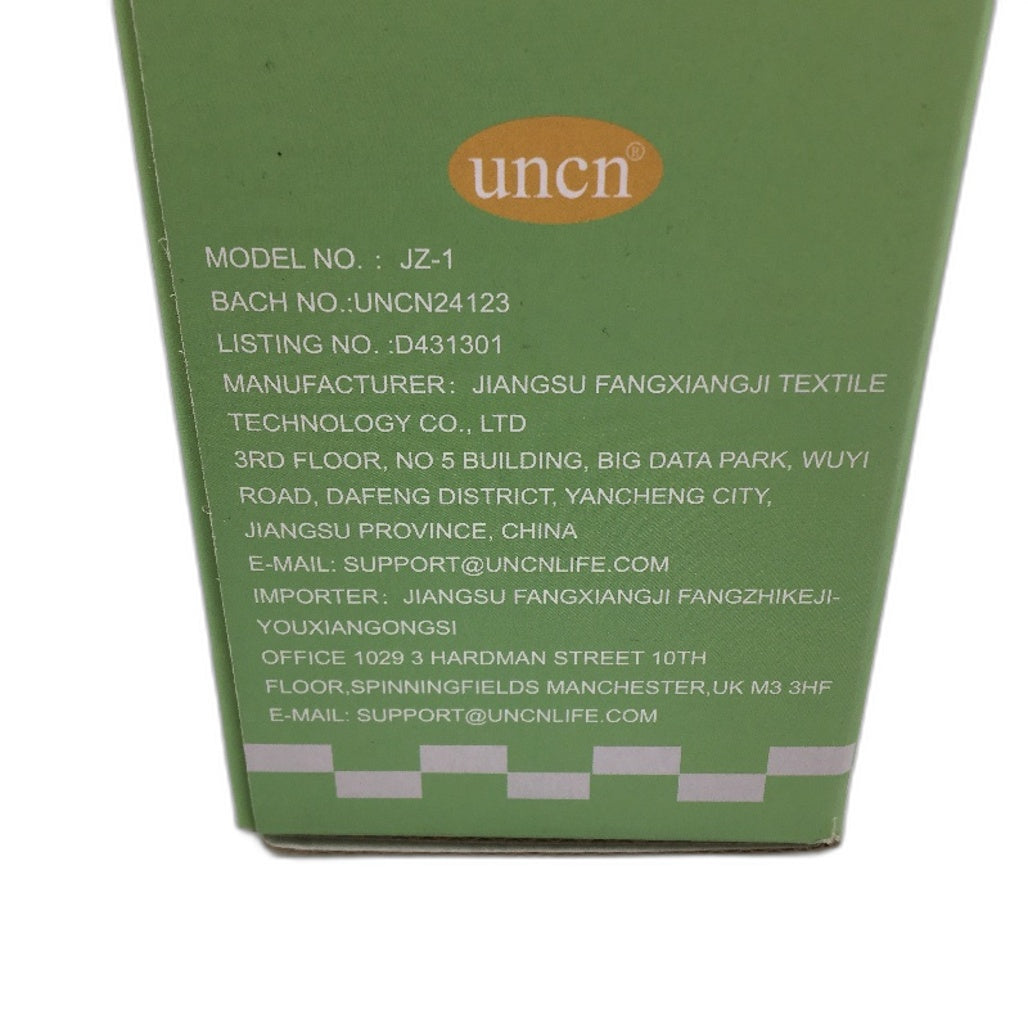 uncn®
MODEL NO. : JZ-1
BACH NO.:UNCN24123
LISTING NO. :D431301
MANUFACTURER: JIANGSU FANGXIANGJI TEXTILE
TECHNOLOGY CO., LTD
3RD FLOOR, NO 5 BUILDING, BIG DATA PARK, WUYI
ROAD, DAFENG DISTRICT, YANCHENG CITY,
JIANGSU PROVINCE, CHINA
E-MAIL: SUPPORT@UNCNLIFE.COM
IMPORTER: JIANGSU FANGXIANGJI FANGZHIKEJI-
YOUXIANGONGSI
OFFICE 1029 3 HARDMAN STREET 10TH
FLOOR,SPINNINGFIELDS MANCHESTER,UK M3 3HF
E-MAIL: SUPPORT@UNCNLIFE.COM